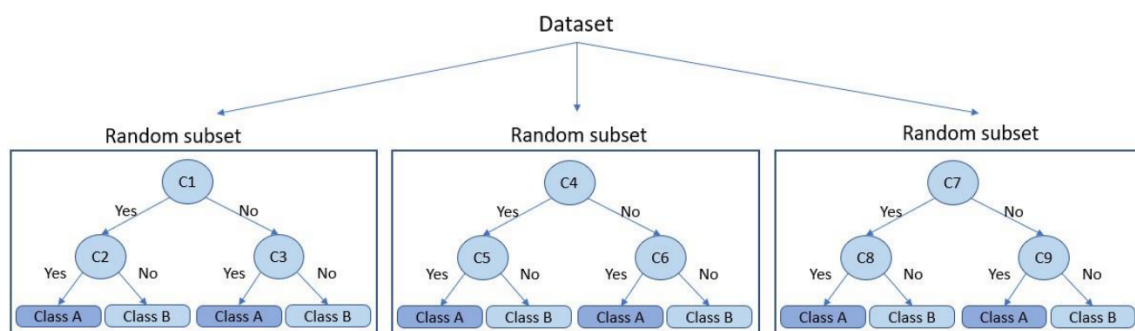 Dataset
Random subset Random subset Random subset
C1 C4 C7
Yes No Yes No Yes No
C2 C3 C5 C6 C8 C9
Yes No Yes No Yes No Yes No Yes No Yes No
Class A Class B Class A Class B Class A Class B Class A Class B Class A Class B Class A Class B